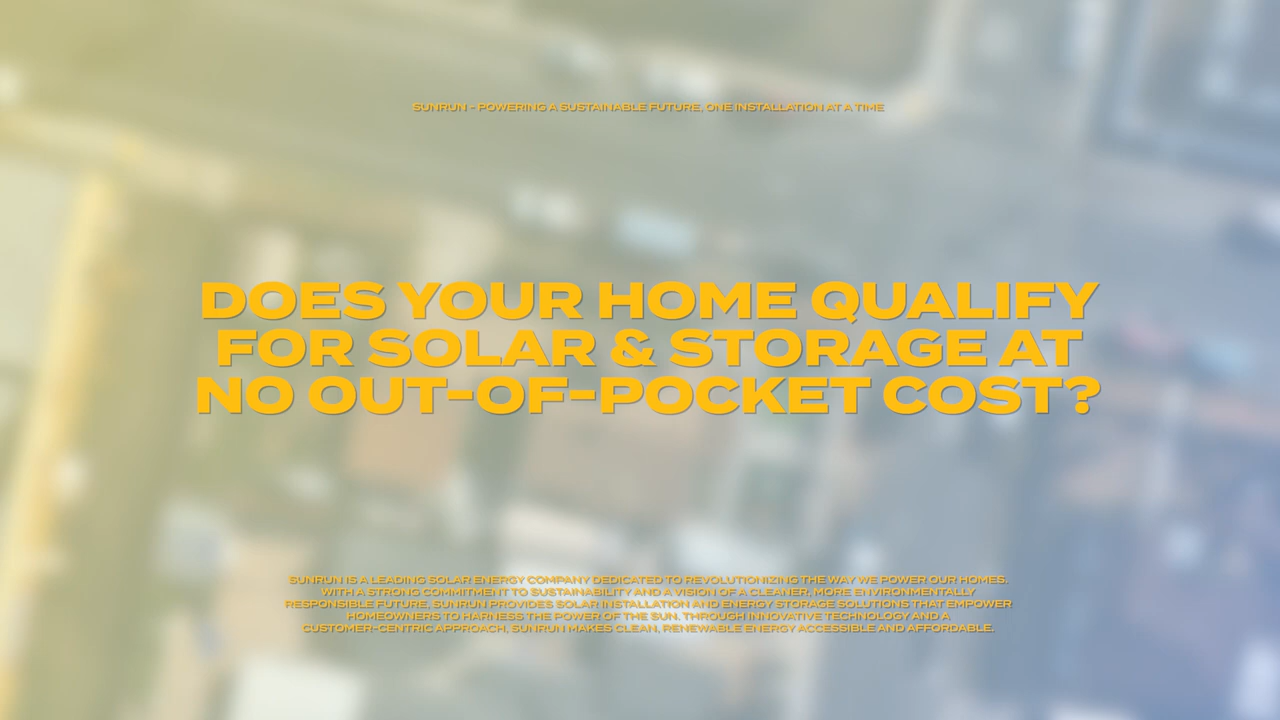 SUNRUN - POWERING A SUSTAINABLE FUTURE, ONE INSTALLATION AT A TIME
DOES YOUR HOME QUALIFY
FOR SOLAR & STORAGE AT
NO OUT-OF-POCKET COST?
SUNRUN IS A LEADING SOLAR ENERGY COMPANY DEDICATED TO REVOLUTIONIZING THE WAY WE POWER OUR HOMES.
WITH A STRONG COMMITMENT TO SUSTAINABILITY AND A VISION OF A CLEANER, MORE ENVIRONMENTALLY
RESPONSIBLE FUTURE, SUNRUN PROVIDES SOLAR INSTALLATION AND ENERGY STORAGE SOLUTIONS THAT EMPOWER
HOMEOWNERS TO HARNESS THE POWER OF THE SUN. THROUGH INNOVATIVE TECHNOLOGY AND A
CUSTOMER-CENTRIC APPROACH, SUNRUN MAKES CLEAN, RENEWABLE ENERGY ACCESSIBLE AND AFFORDABLE.